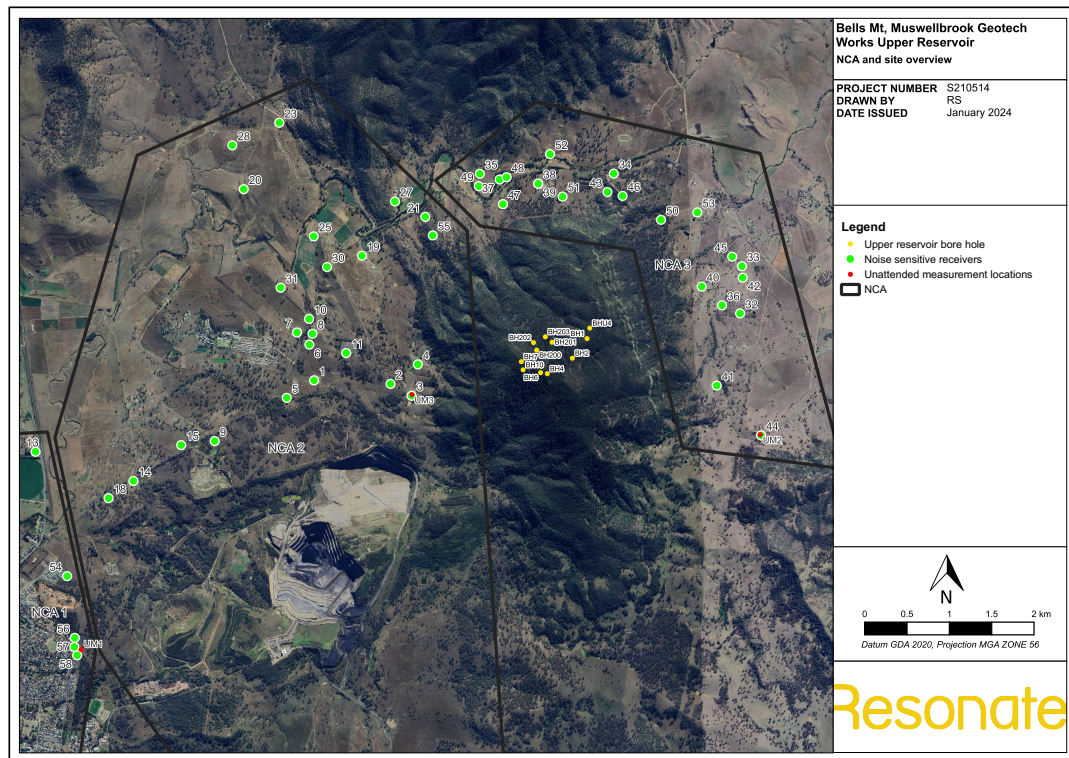 Bells Mt, Muswellbrook Geotech
Works Upper Reservoir
NCA and site overview
PROJECT NUMBER S210514
DRAWN BY RS
DATE ISSUED January 2024
Legend
Upper reservoir bore hole
Noise sensitive receivers
Unattended measurement locations
NCA
N
0 0.5 1 1.5 2 km
Datum GDA 2020, Projection MGA ZONE 56
Resonate
23
28
20
27
21
55
25
19
30
31
10
7
8
6
11
4
1
2
3
UM3
5
15
9
NCA 2
14
18
13
54
NCA 1
56
57
UM1
58
52
35
48
49
37
47
38
39
51
34
43
46
50
53
NCA 3
45
33
42
40
36
32
41
44
UM2
BHU4
BH203
BH1
BH202
BH201
BH200
BH7
BH2
BH10
BH4